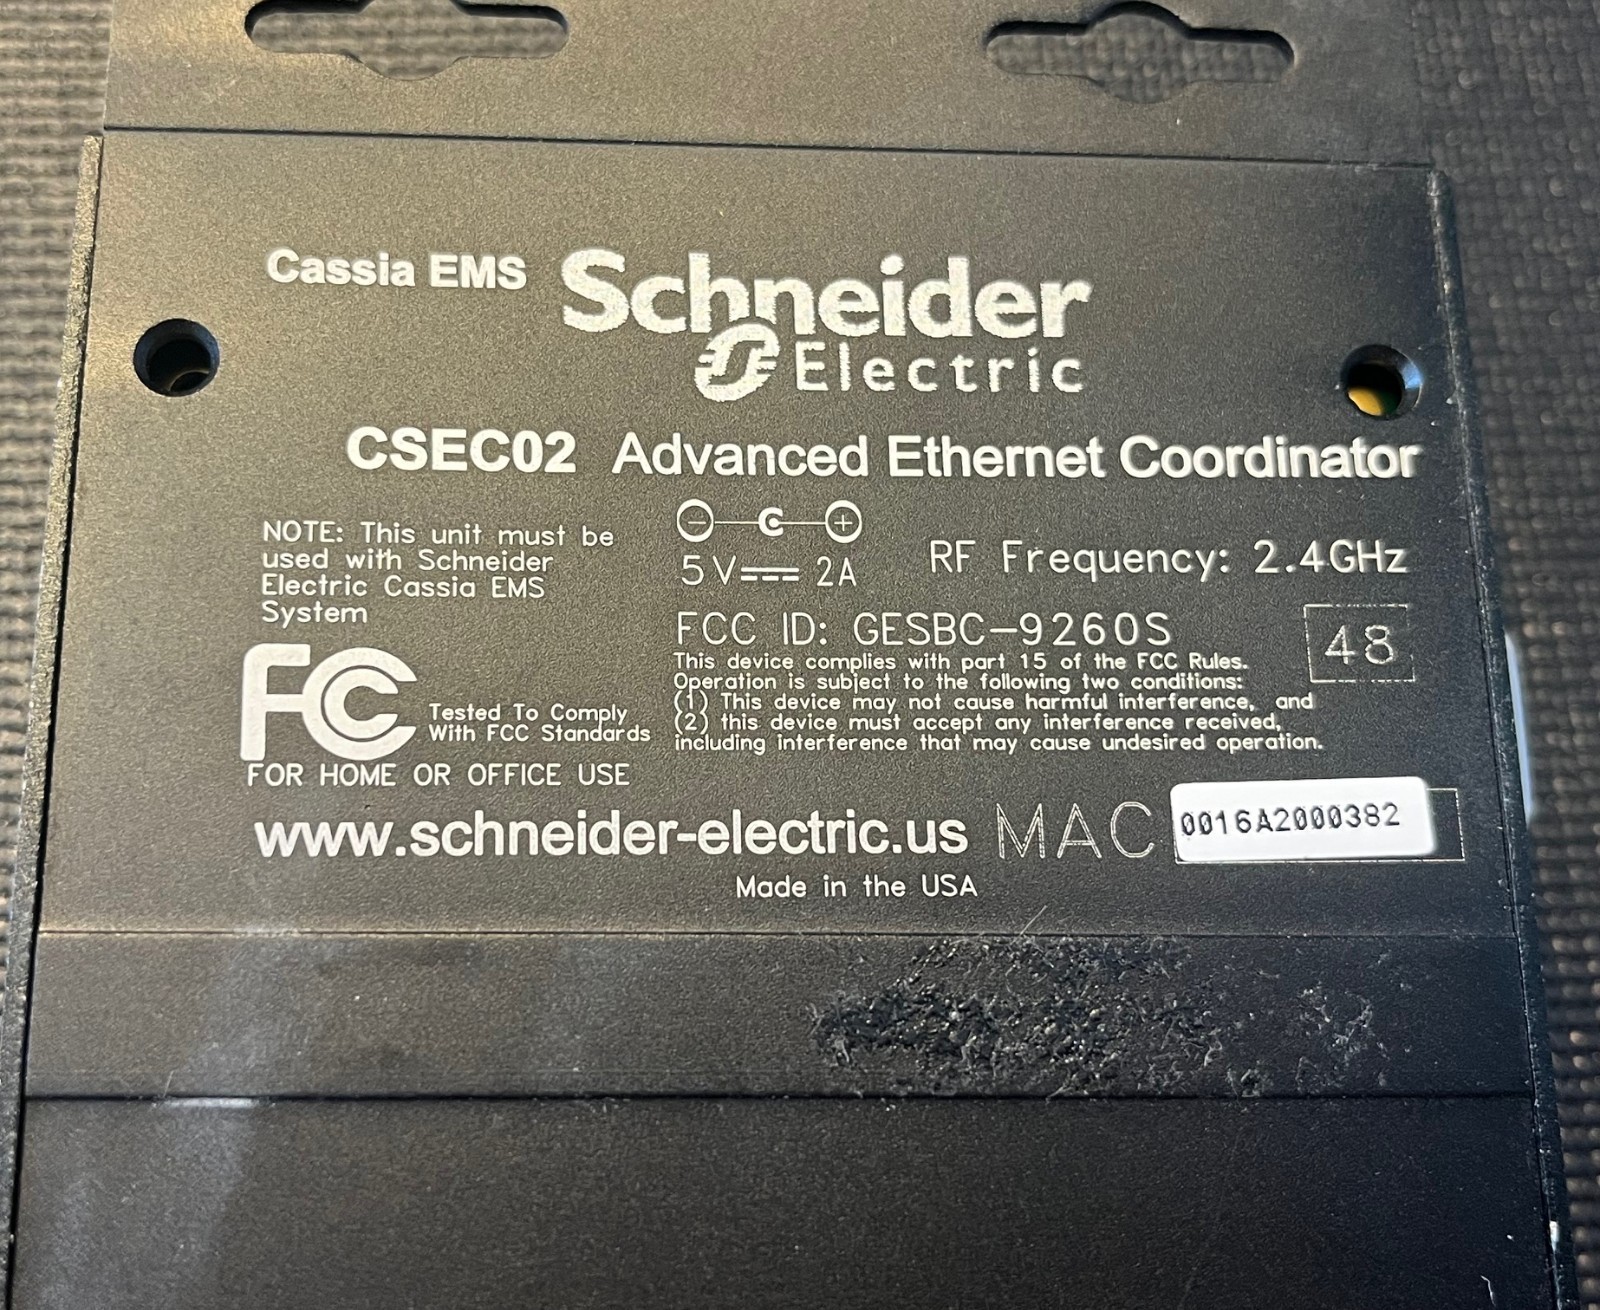 Cassia EMS Schneider
Electric
CSEC02 Advanced Ethernet Coordinator
NOTE: This unit must be
used with Schneider
Electric Cassia EMS
System
5V 2A
RF Frequency: 2.4GHz
FCC ID: GESBC-9260S
48
This device complies with part 15 of the FCC Rules.
Operation is subject to the following two conditions:
(1) This device may not cause harmful interference, and
(2) this device must accept any interference received,
including interference that may cause undesired operation.
FC
Tested To Comply
With FCC Standards
FOR HOME OR OFFICE USE
www.schneider-electric.us MAC 0016A2000382
Made in the USA